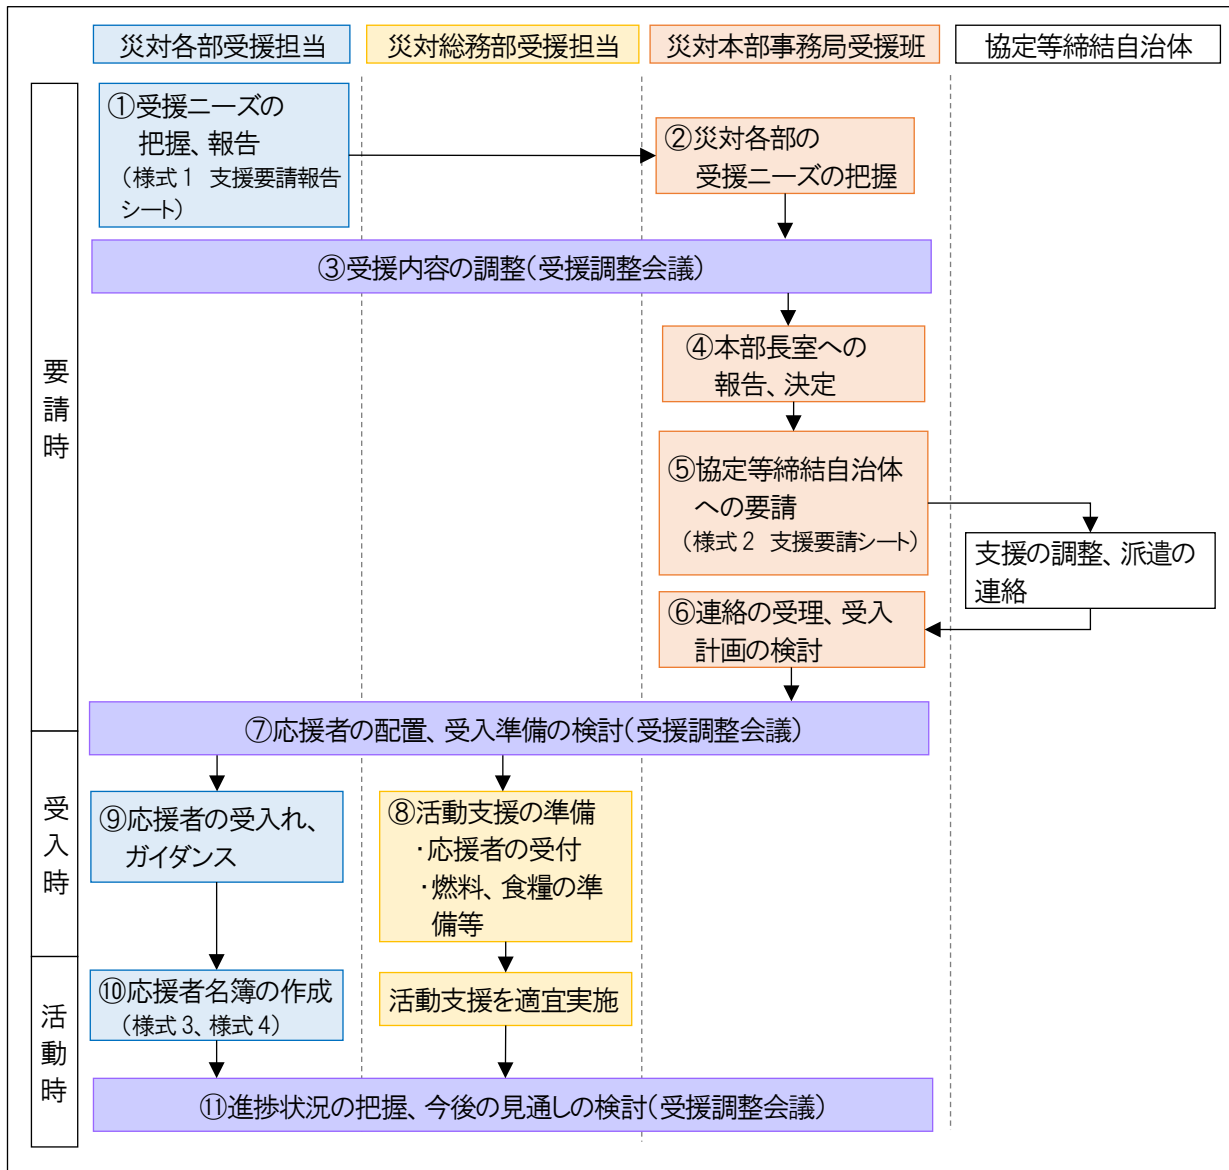 災対各部受援担当
災対総務部受援担当
災対本部事務局受援班
協定等締結自治体
要請時
①受援ニーズの
把握、報告
（様式1　支援要請報告
シート）
②災対各部の
受援ニーズの把握
③受援内容の調整（受援調整会議）
④本部長室への
報告、決定
⑤協定等締結自治体
への要請
（様式2　支援要請シート）
支援の調整、派遣の
連絡
⑥連絡の受理、受入
計画の検討
⑦応援者の配置、受入準備の検討（受援調整会議）
受入時
⑨応援者の受入れ、
ガイダンス
⑧活動支援の準備
・応援者の受付
・燃料、食糧の準
備等
活動時
⑩応援者名簿の作成
（様式3、様式4）
活動支援を適宜実施
⑪進捗状況の把握、今後の見通しの検討（受援調整会議）